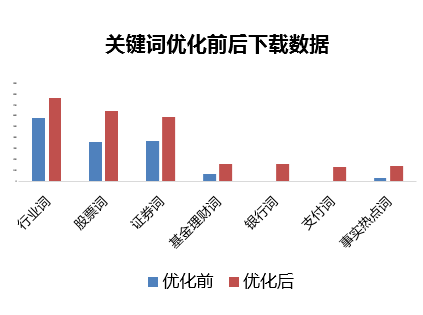 关键词优化前后下载数据
行业词
股票词
证券词
基金理财词
银行词
支付词
事实热点词
优化前
优化后